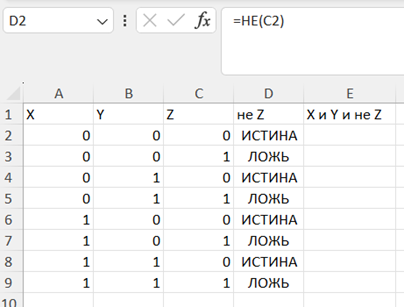 D2 fx =НЕ(C2)
A B C D E
1 X Y Z не Z X и Y и не Z
2 0 0 0 ИСТИНА
3 0 0 1 ЛОЖЬ
4 0 1 0 ИСТИНА
5 0 1 1 ЛОЖЬ
6 1 0 0 ИСТИНА
7 1 0 1 ЛОЖЬ
8 1 1 0 ИСТИНА
9 1 1 1 ЛОЖЬ
10